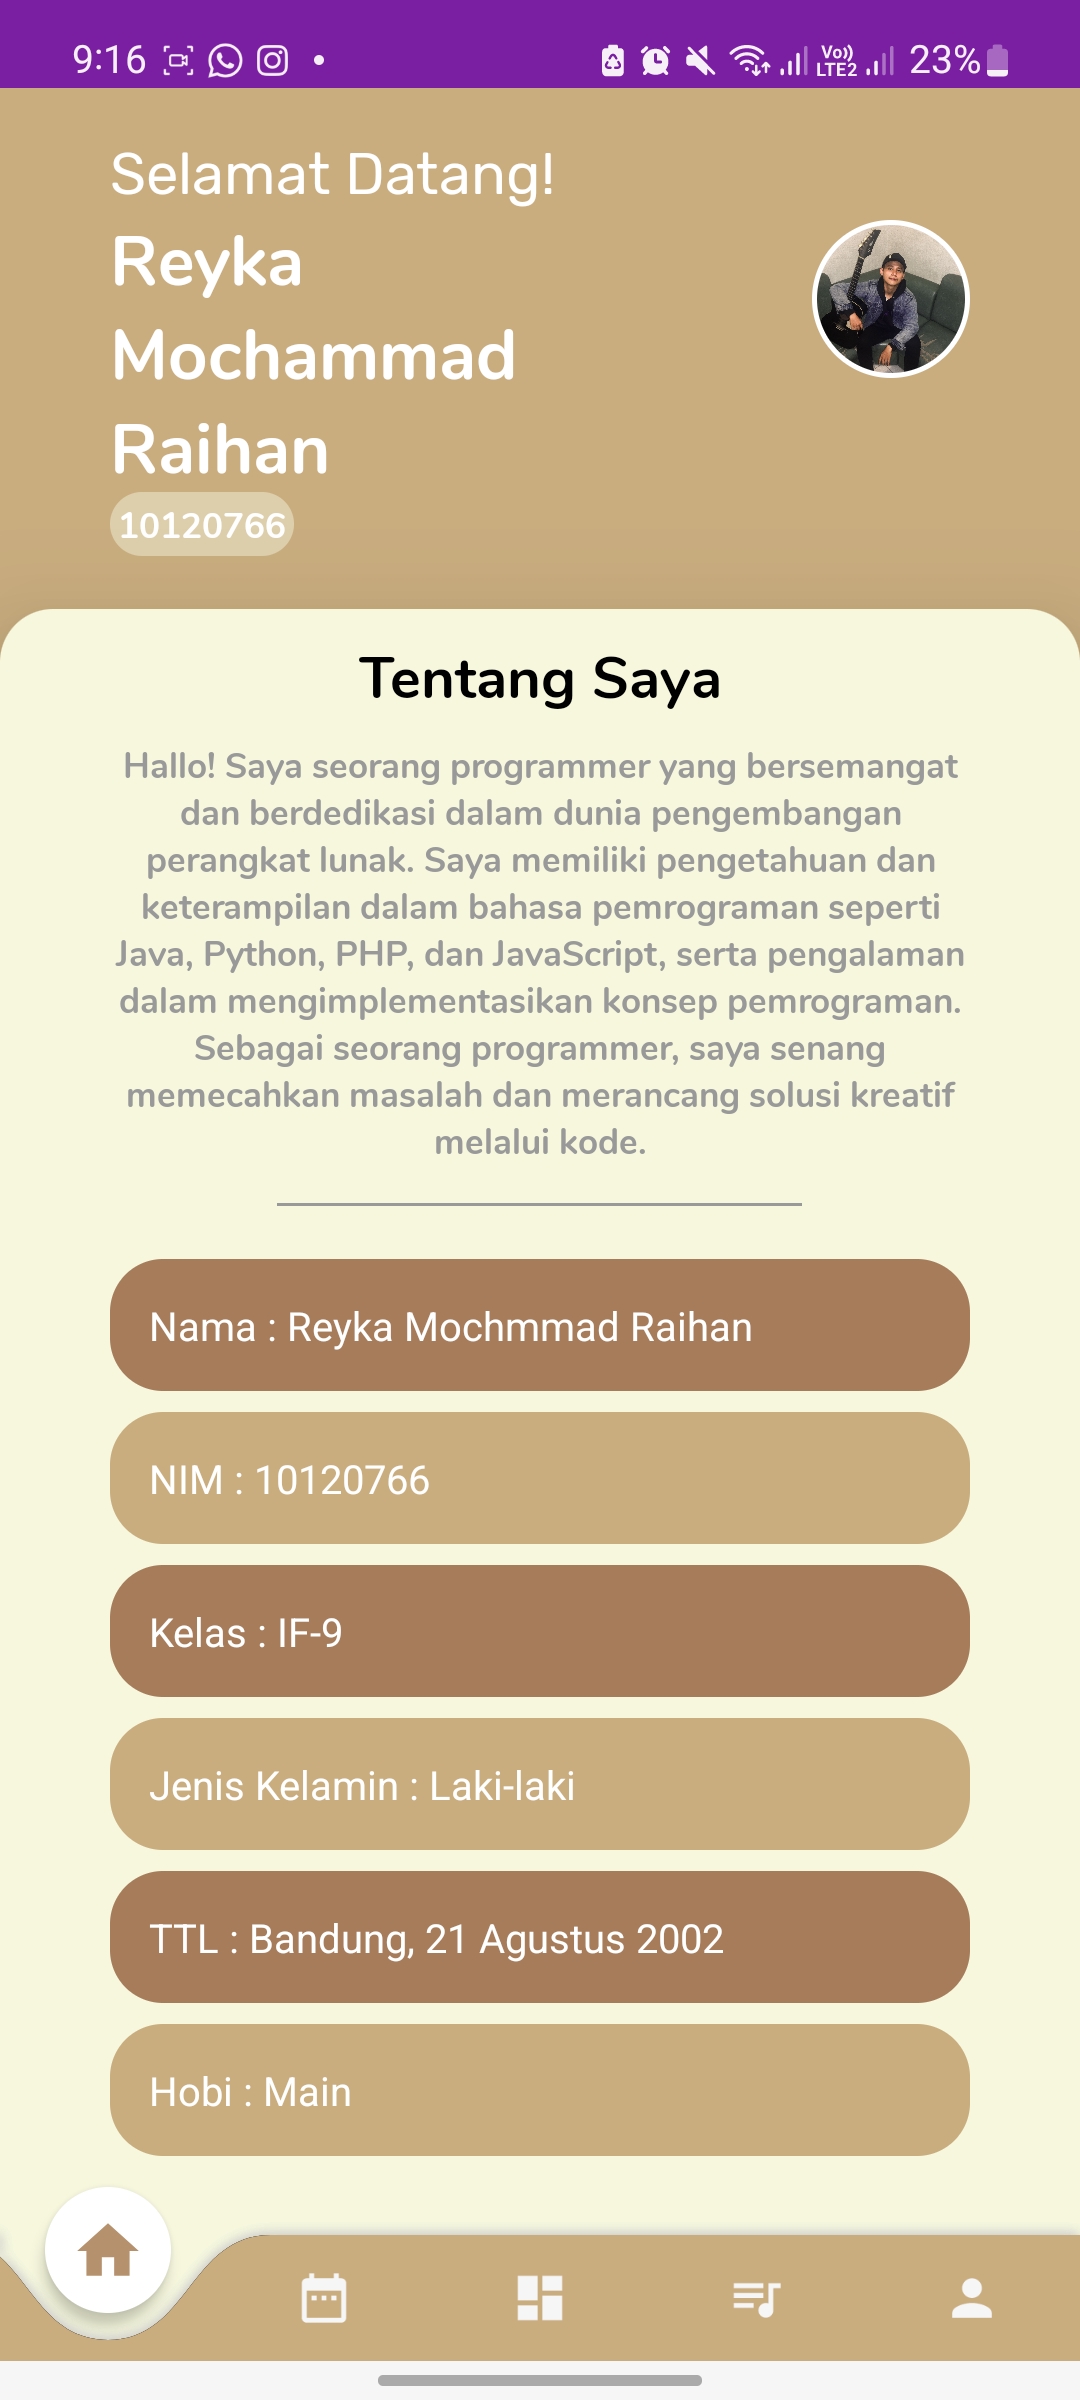 9:16 Vo)) LTE2 23%
Selamat Datang!
Reyka
Mochammad
Raihan
10120766
Tentang Saya
Hallo! Saya seorang programmer yang bersemangat
dan berdedikasi dalam dunia pengembangan
perangkat lunak. Saya memiliki pengetahuan dan
keterampilan dalam bahasa pemrograman seperti
Java, Python, PHP, dan JavaScript, serta pengalaman
dalam mengimplementasikan konsep pemrograman.
Sebagai seorang programmer, saya senang
memecahkan masalah dan merancang solusi kreatif
melalui kode.
Nama : Reyka Mochmmad Raihan
NIM : 10120766
Kelas : IF-9
Jenis Kelamin : Laki-laki
TTL : Bandung, 21 Agustus 2002
Hobi : Main